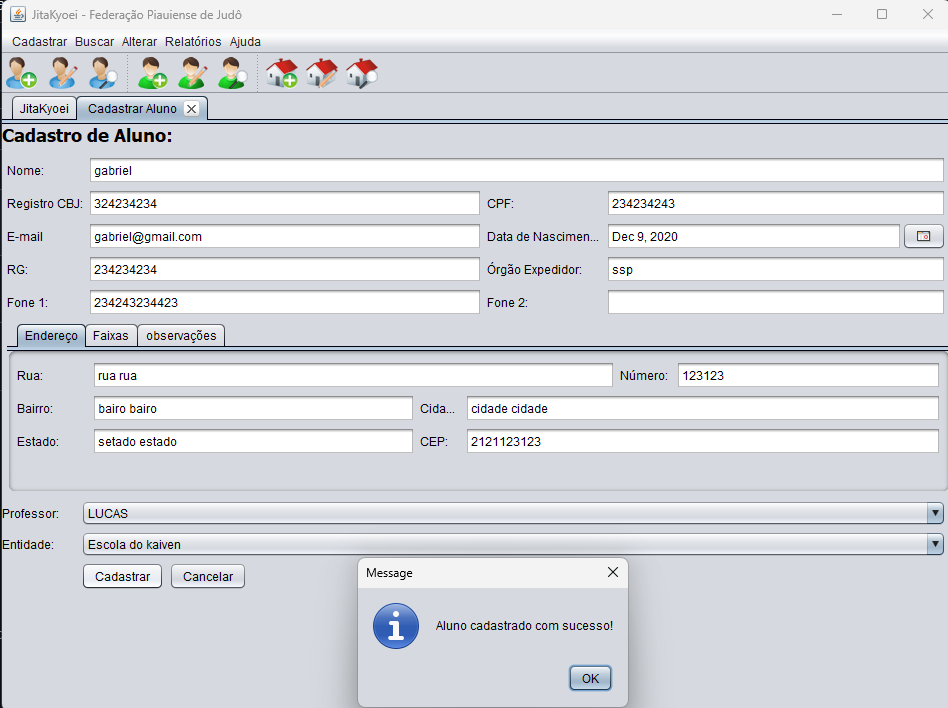 JitaKyoei - Federação Piauiense de Judô
Cadastrar Buscar Alterar Relatórios Ajuda
JitaKyoei Cadastrar Aluno
Cadastro de Aluno:
Nome: gabriel
Registro CBJ: 324234234 CPF: 234234243
E-mail gabriel@gmail.com Data de Nascimen... Dec 9, 2020
RG: 234234234 Órgão Expedidor: ssp
Fone 1: 234243234423 Fone 2:
Endereço Faixas observações
Rua: rua rua Número: 123123
Bairro: bairo bairo Cida... cidade cidade
Estado: setado estado CEP: 2121123123
Professor: LUCAS
Entidade: Escola do kaiven
Cadastrar Cancelar
Message
Aluno cadastrado com sucesso!
OK